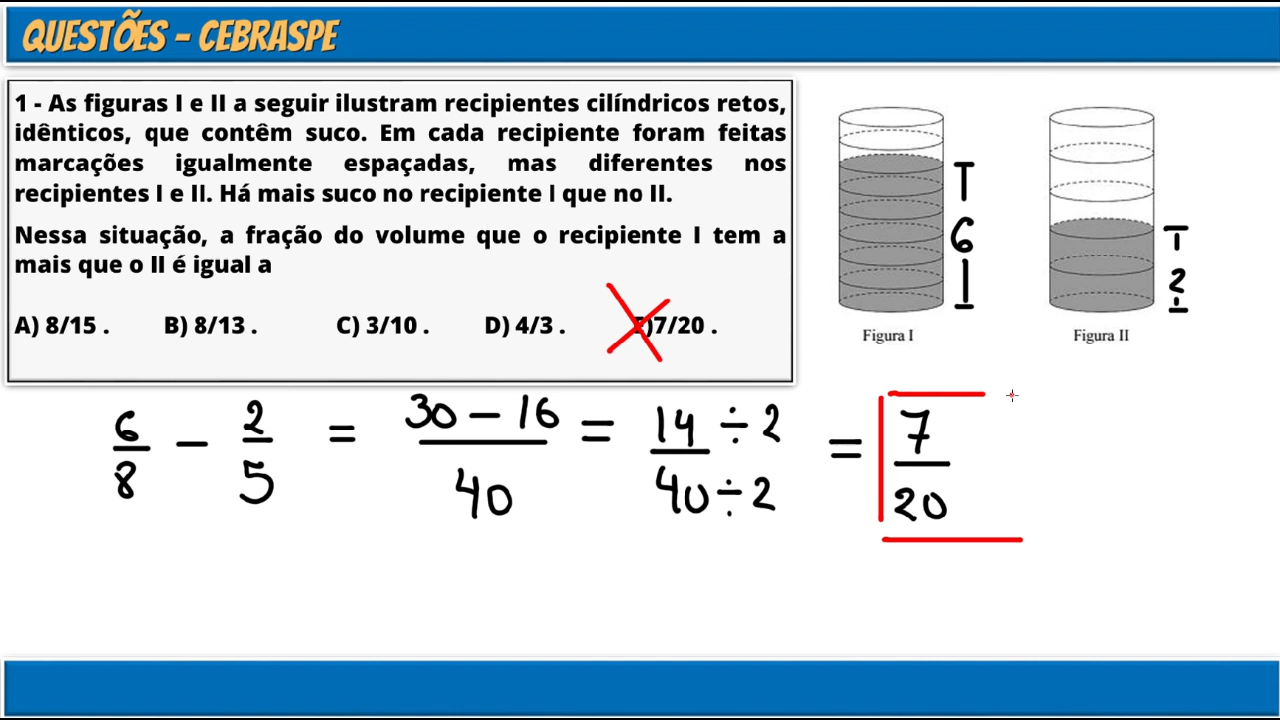 QUESTÕES - CEBRASPE
1 - As figuras I e II a seguir ilustram recipientes cilíndricos retos,
idênticos, que contêm suco. Em cada recipiente foram feitas
marcações igualmente espaçadas, mas diferentes nos
recipientes I e II. Há mais suco no recipiente I que no II.
Nessa situação, a fração do volume que o recipiente I tem a
mais que o II é igual a
A) 8/15 . B) 8/13 . C) 3/10 . D) 4/3 . E)7/20 .
6
2
Figura I
Figura II
6/8 - 2/5 = 30 - 16/40 = 14 ÷ 2/40 ÷ 2 = 7/20